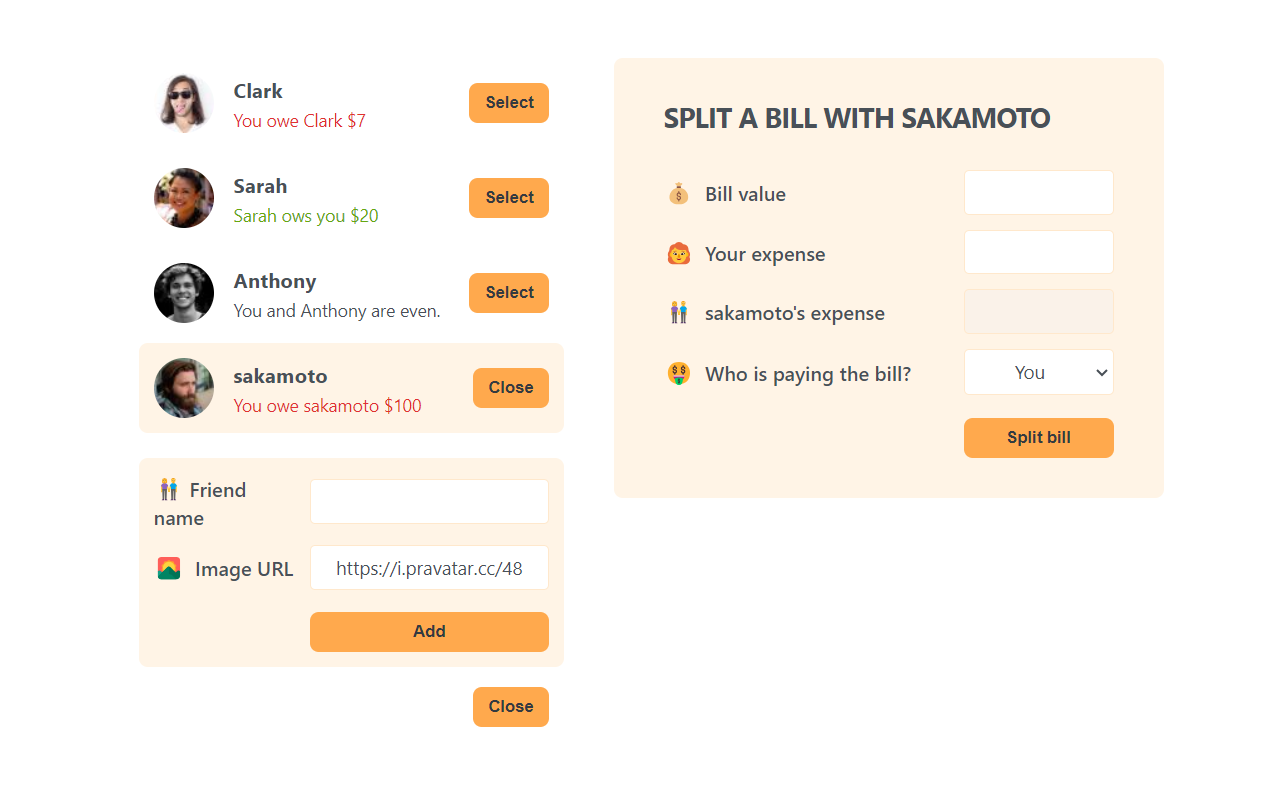 Clark
You owe Clark $7
Select
Sarah
Sarah ows you $20
Select
Anthony
You and Anthony are even.
Select
sakamoto
You owe sakamoto $100
Close
Friend
name
Image URL
https://i.pravatar.cc/48
Add
Close
SPLIT A BILL WITH SAKAMOTO
Bill value
Your expense
sakamoto's expense
Who is paying the bill?
You
Split bill